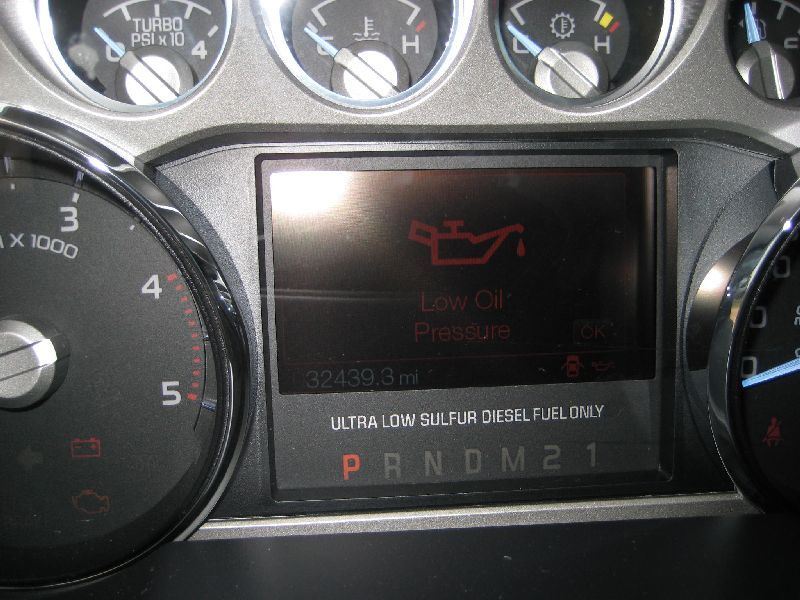 TURBO
PSI x 10
0
4
C
H
C
H
3
X 1000
4
5
Low Oil
Pressure
OK
32439.3 mi
ULTRA LOW SULFUR DIESEL FUEL ONLY
P R N D M 2 1